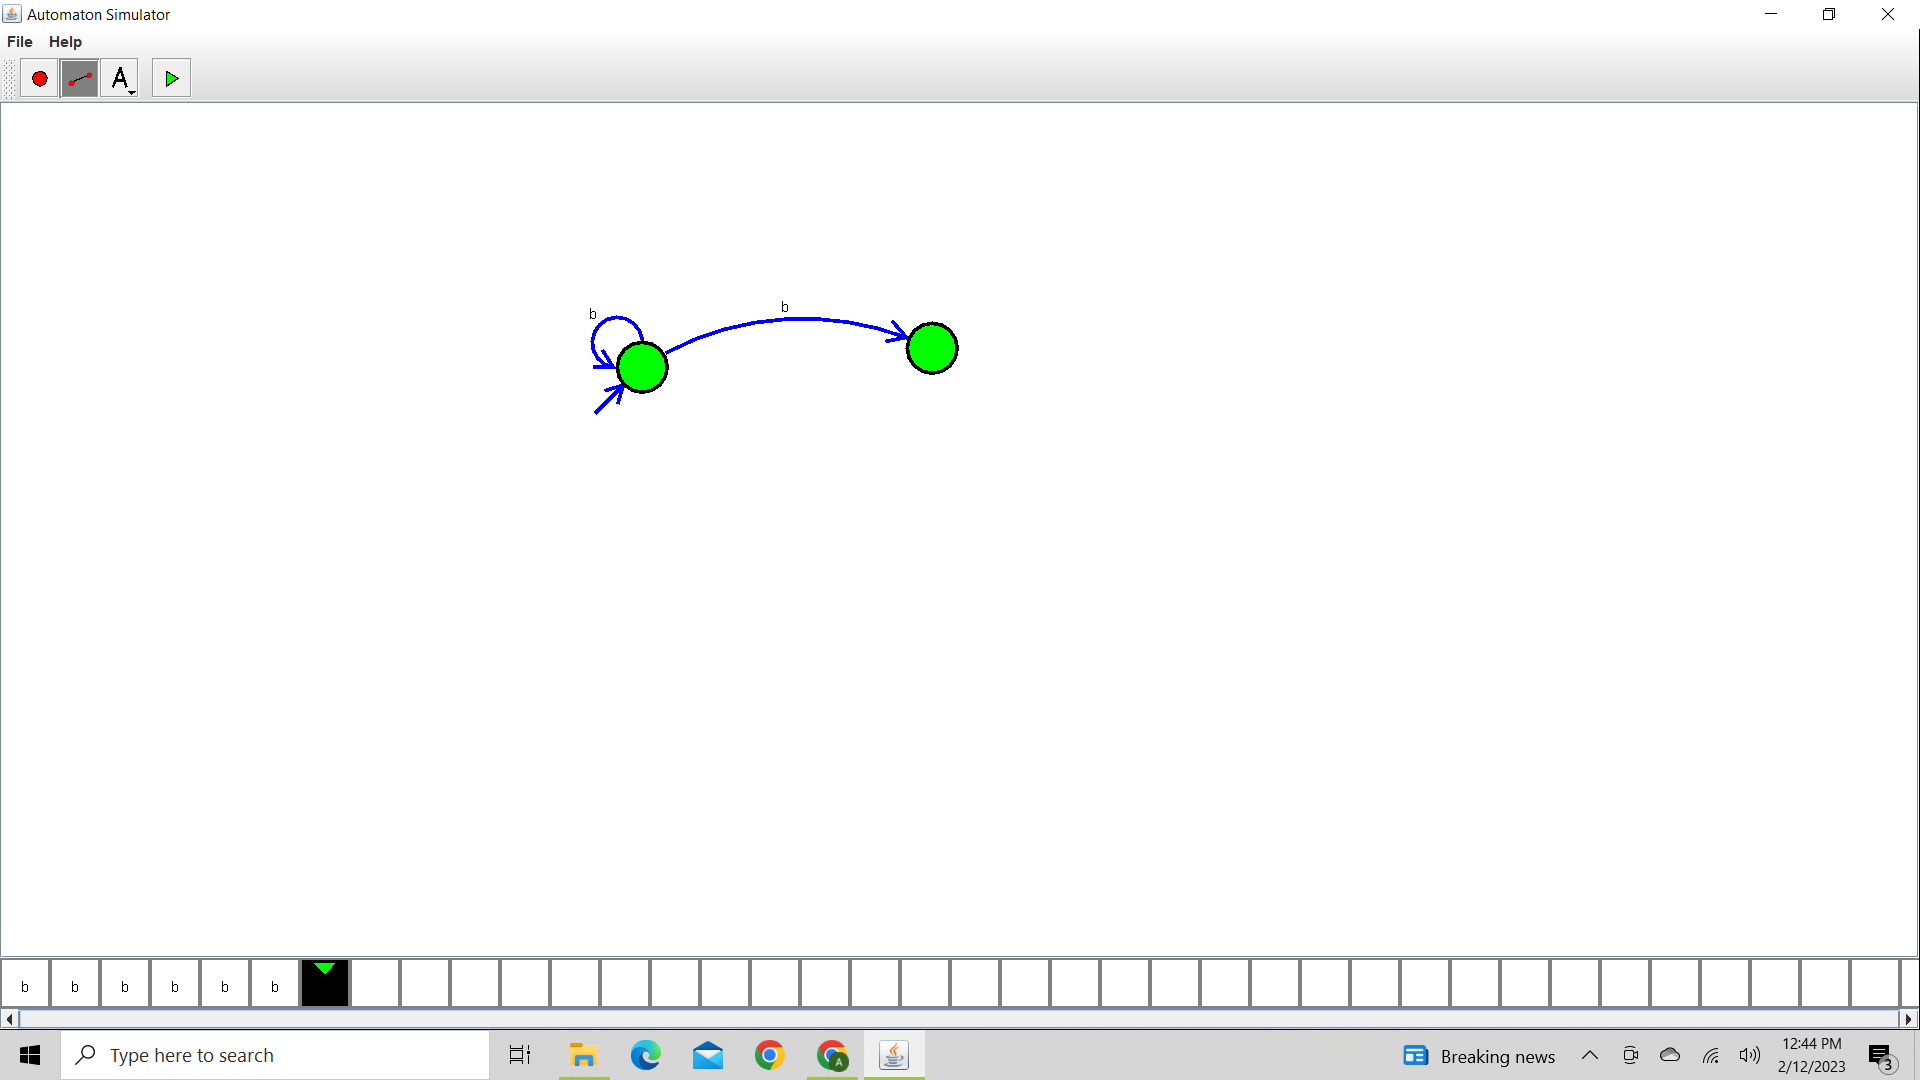 Automaton Simulator
File Help
A
b
b
b b b b b b
Type here to search
A
Breaking news
12:44 PM
2/12/2023
3